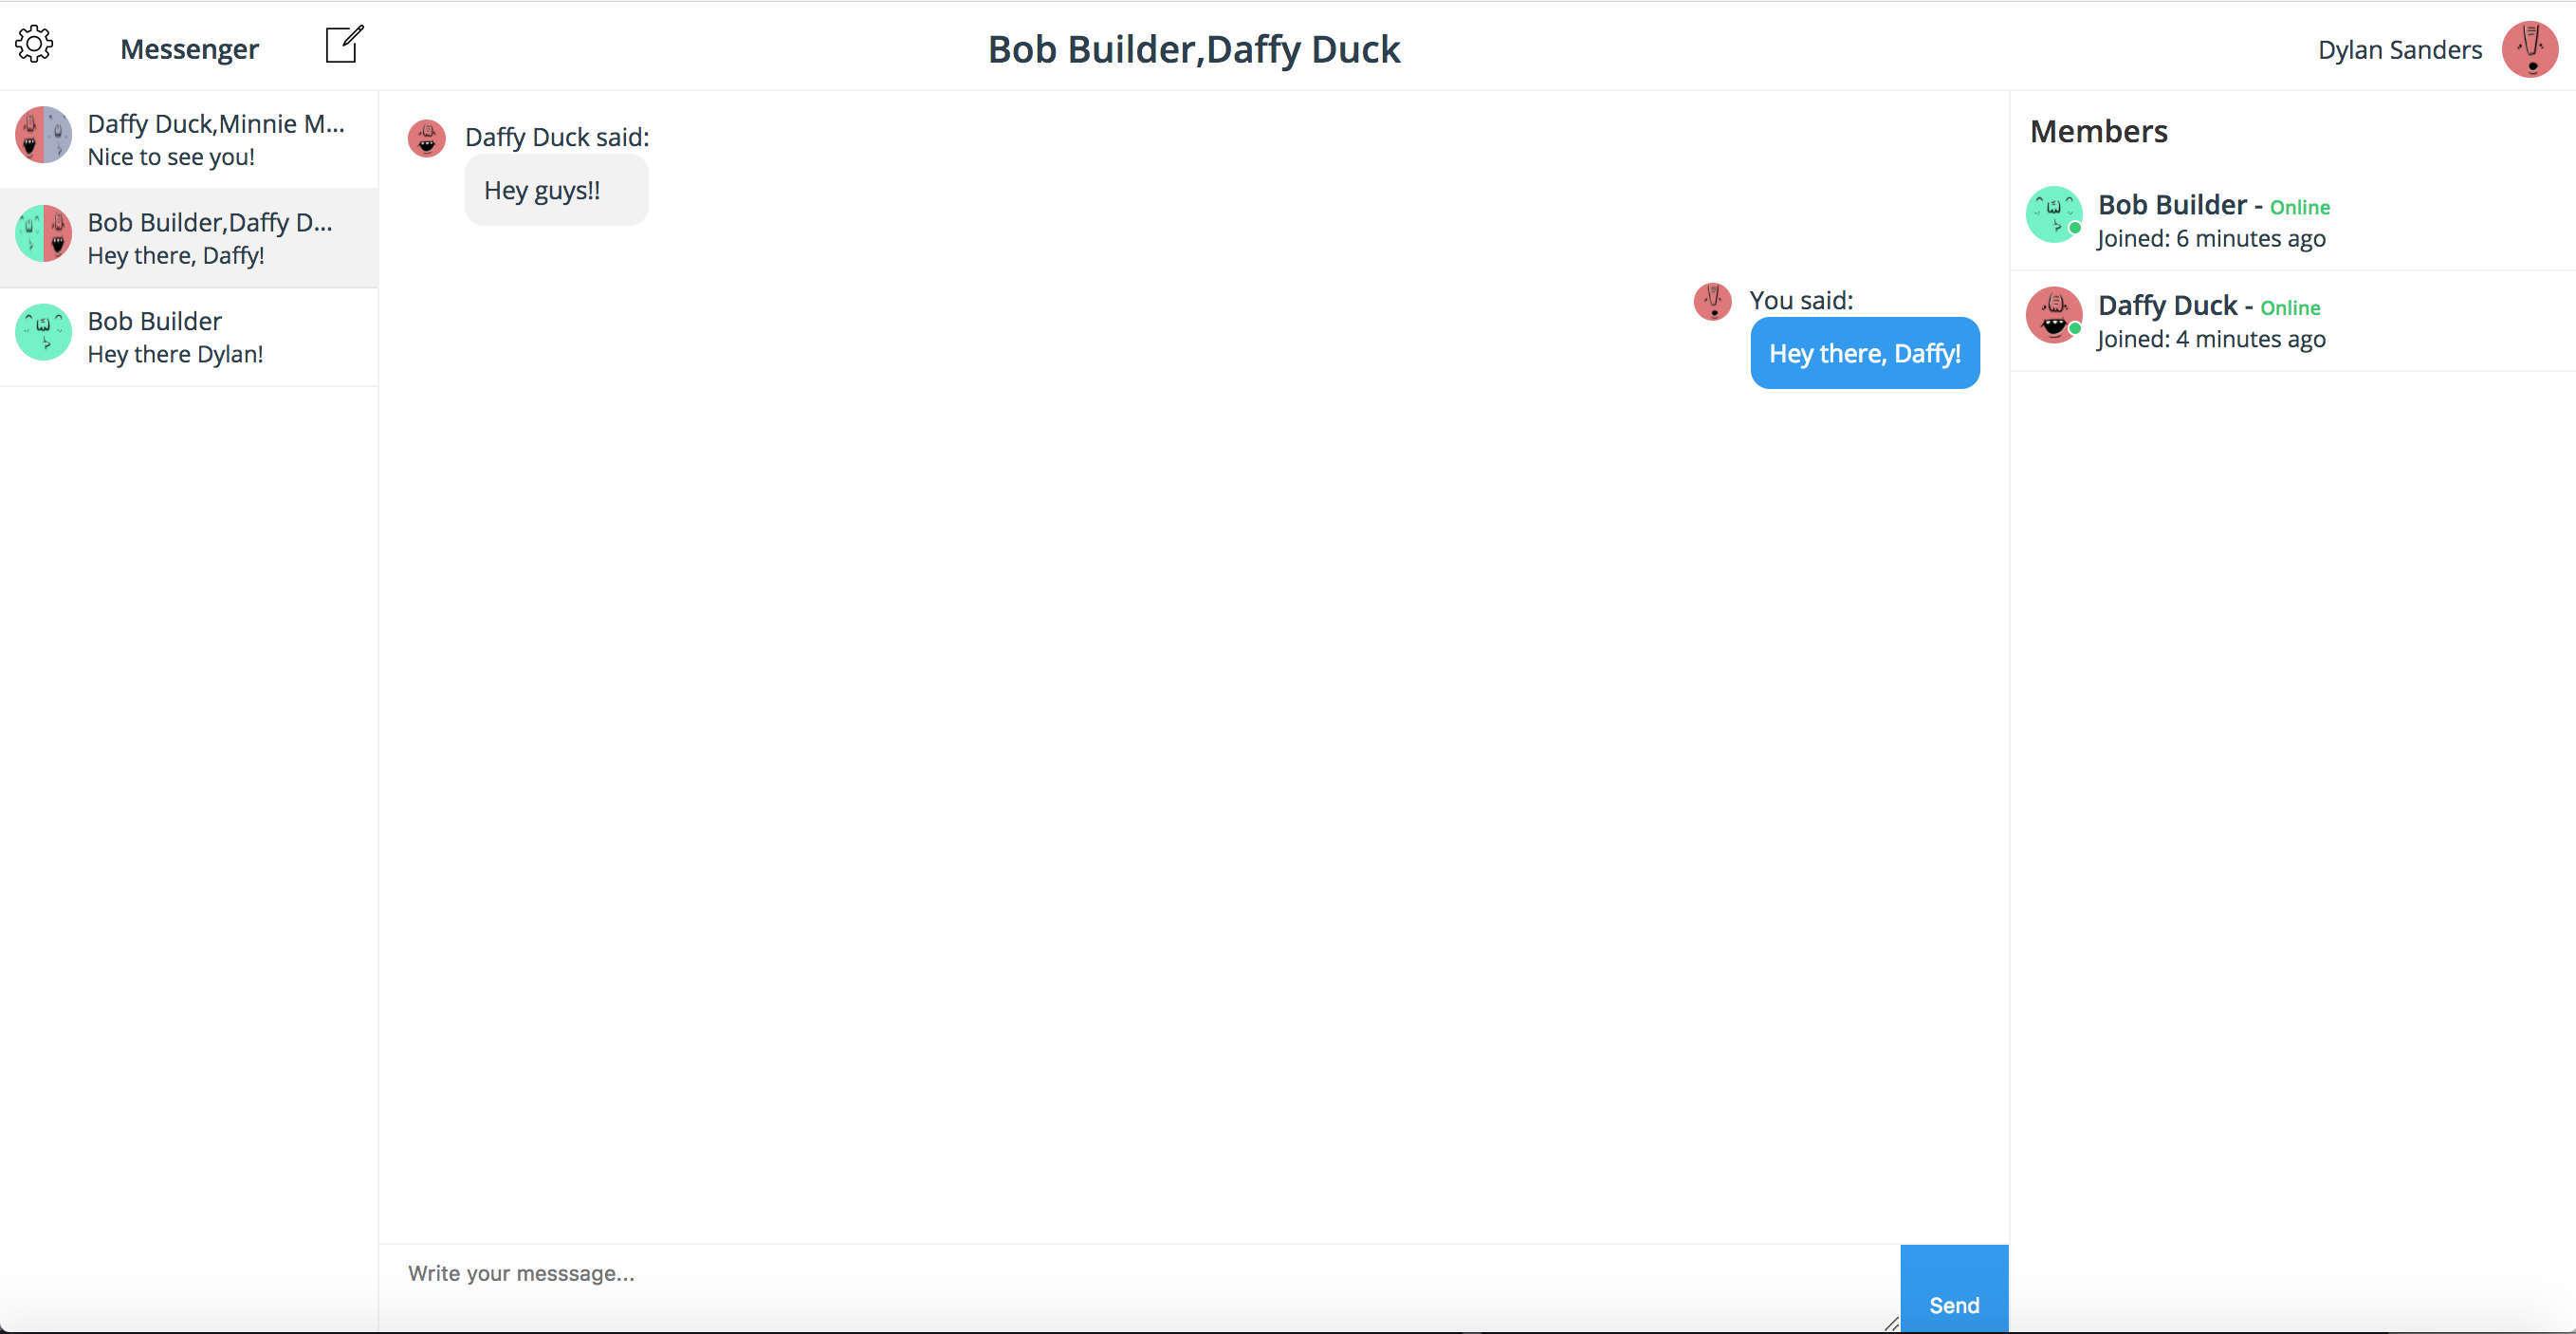 Messenger
Bob Builder,Daffy Duck
Dylan Sanders
Daffy Duck,Minnie M...
Nice to see you!
Bob Builder,Daffy D...
Hey there, Daffy!
Bob Builder
Hey there Dylan!
Daffy Duck said:
Hey guys!!
You said:
Hey there, Daffy!
Write your messsage...
Send
Members
Bob Builder - Online
Joined: 6 minutes ago
Daffy Duck - Online
Joined: 4 minutes ago